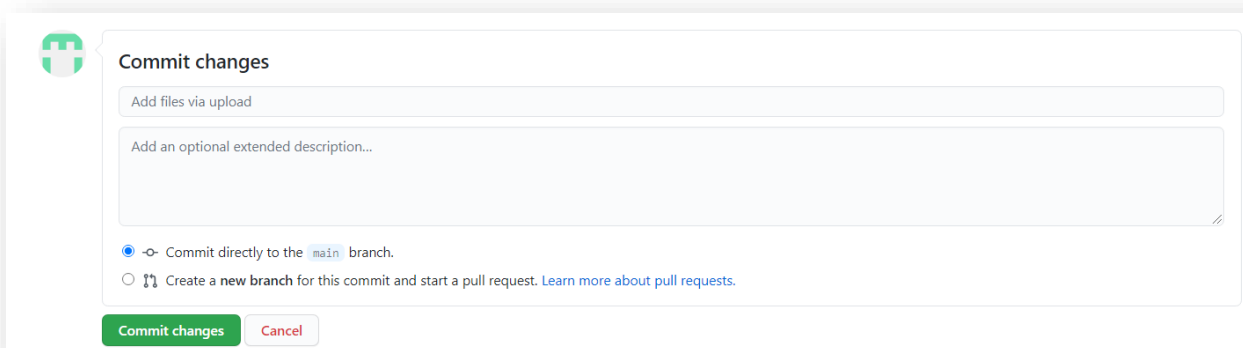 Commit changes
Add files via upload
Add an optional extended description...
Commit directly to the main branch.
Create a new branch for this commit and start a pull request. Learn more about pull requests.
Commit changes Cancel